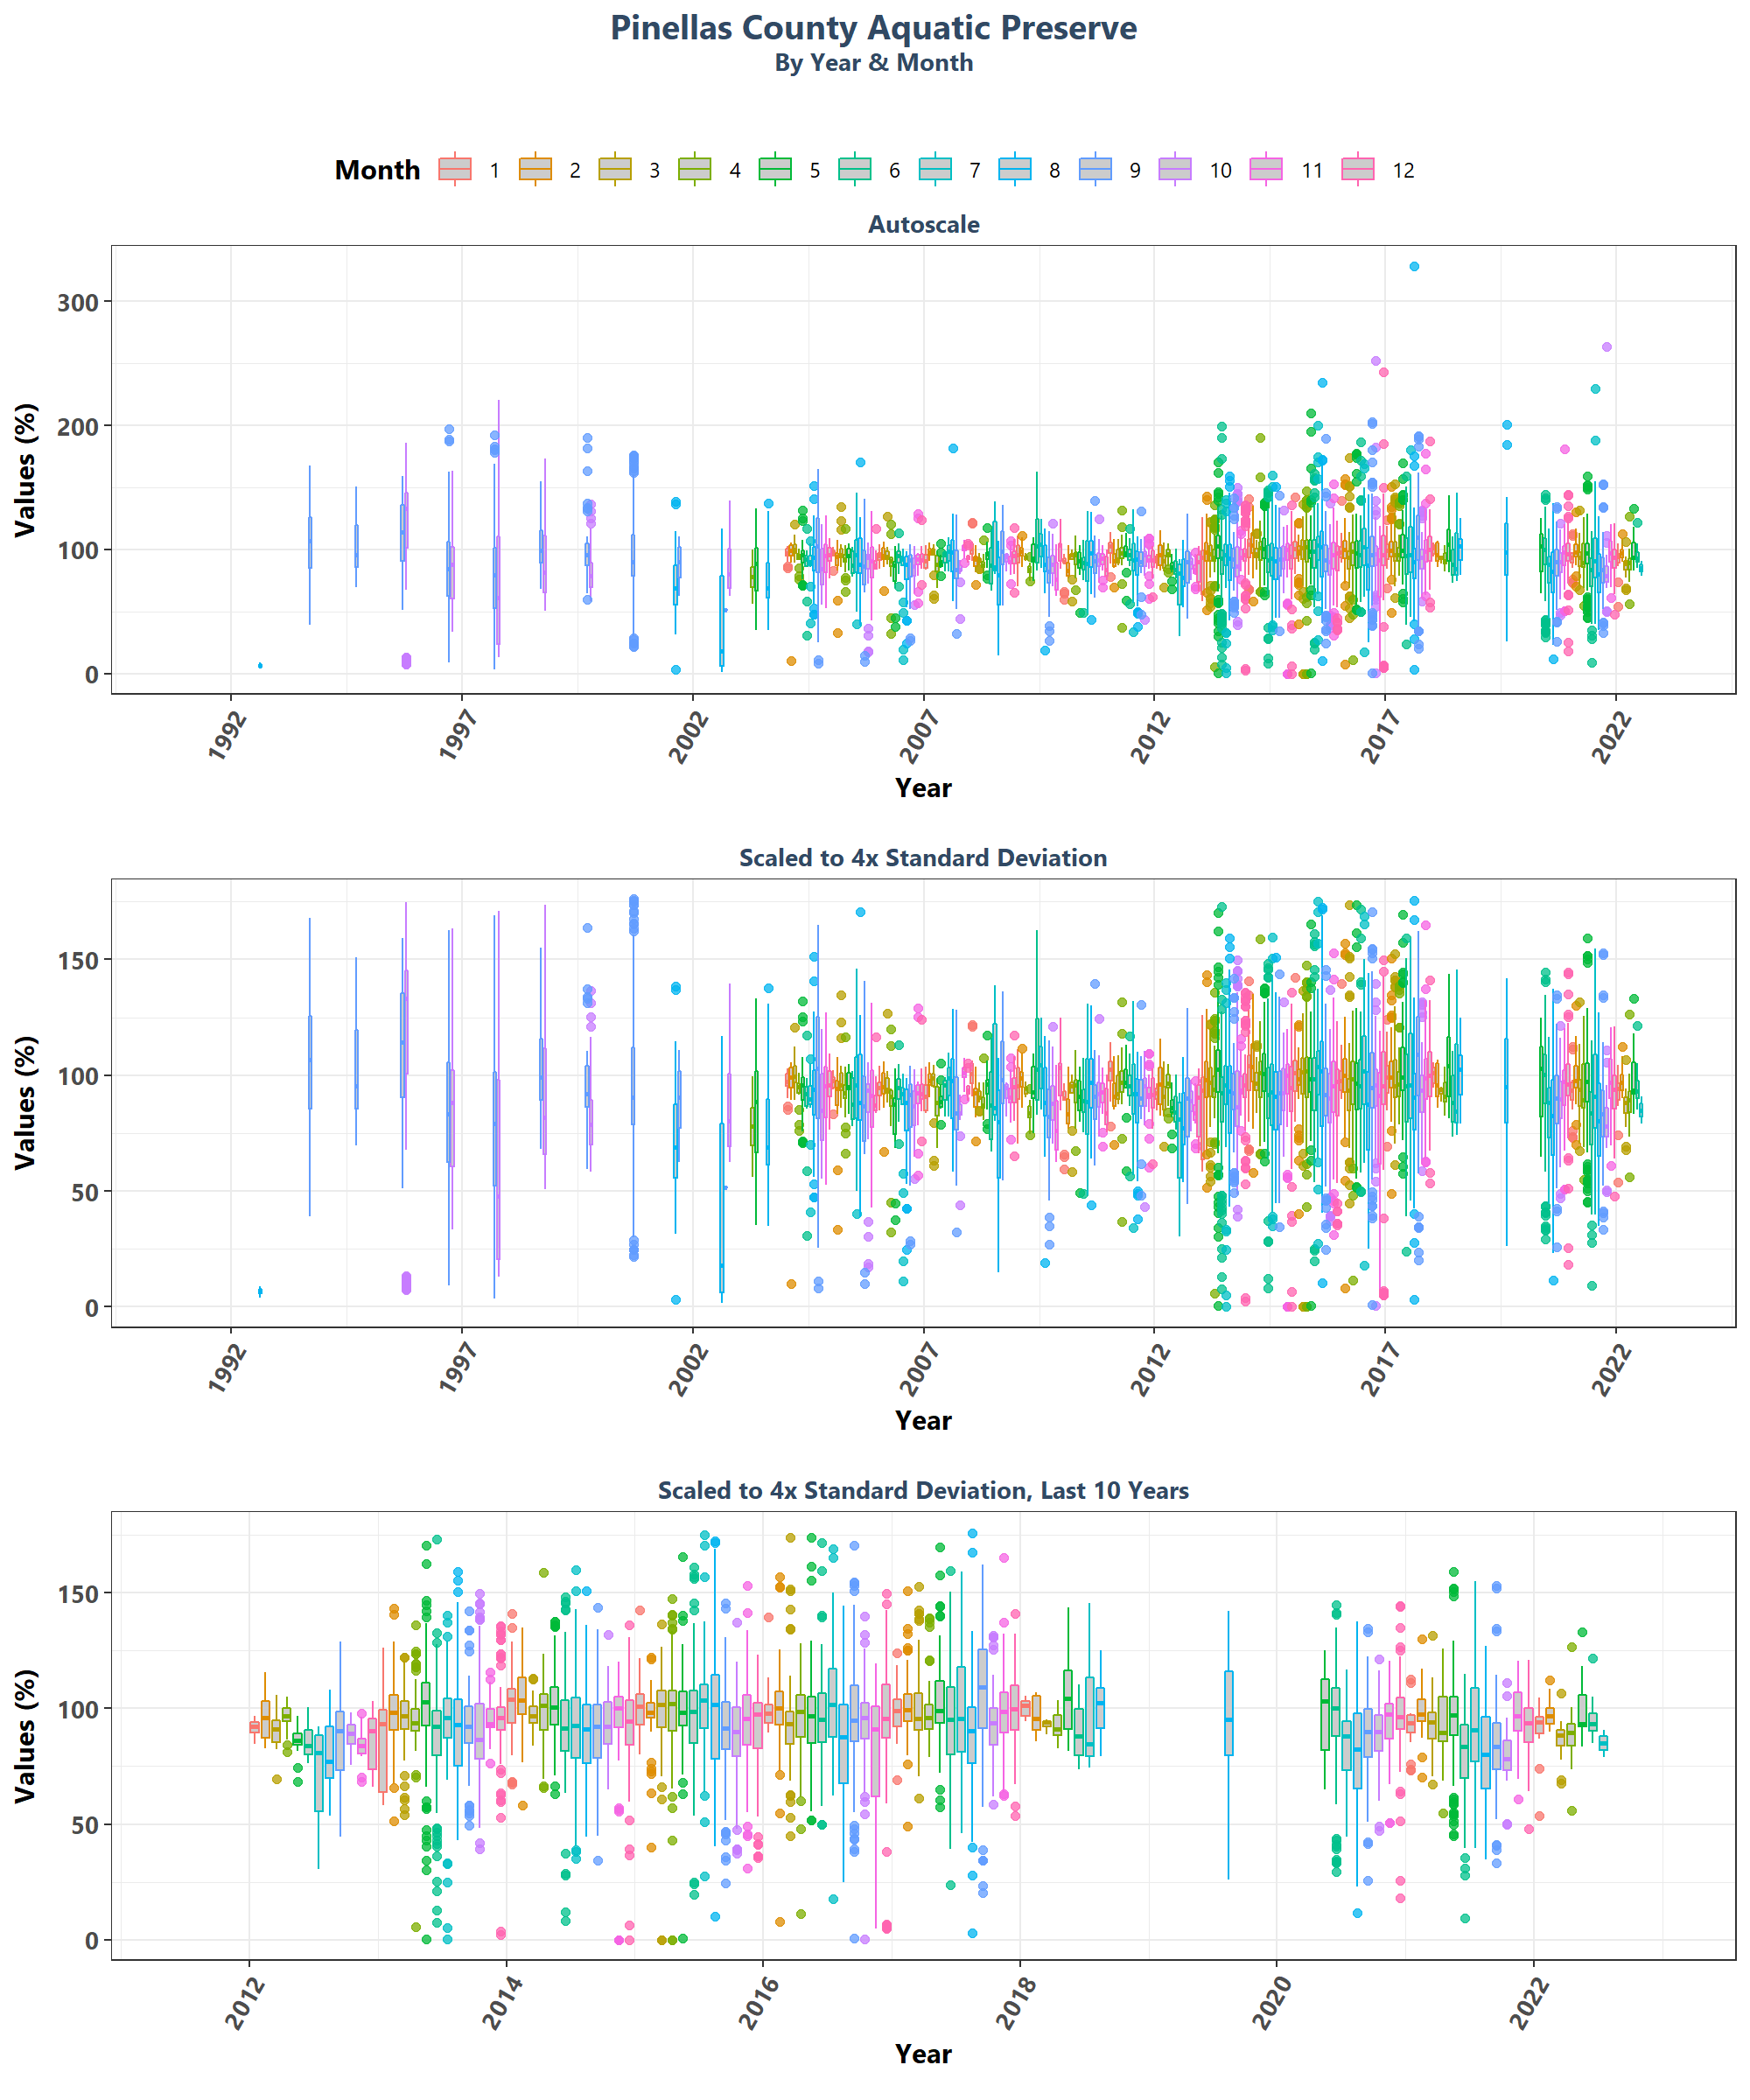 Pinellas County Aquatic Preserve
By Year & Month
Month 1 2 3 4 5 6 7 8 9 10 11 12
Autoscale
Values (%)
300
200
100
0
1992 1997 2002 2007 2012 2017 2022
Year
Scaled to 4x Standard Deviation
Values (%)
150
100
50
0
1992 1997 2002 2007 2012 2017 2022
Year
Scaled to 4x Standard Deviation, Last 10 Years
Values (%)
150
100
50
0
2012 2014 2016 2018 2020 2022
Year